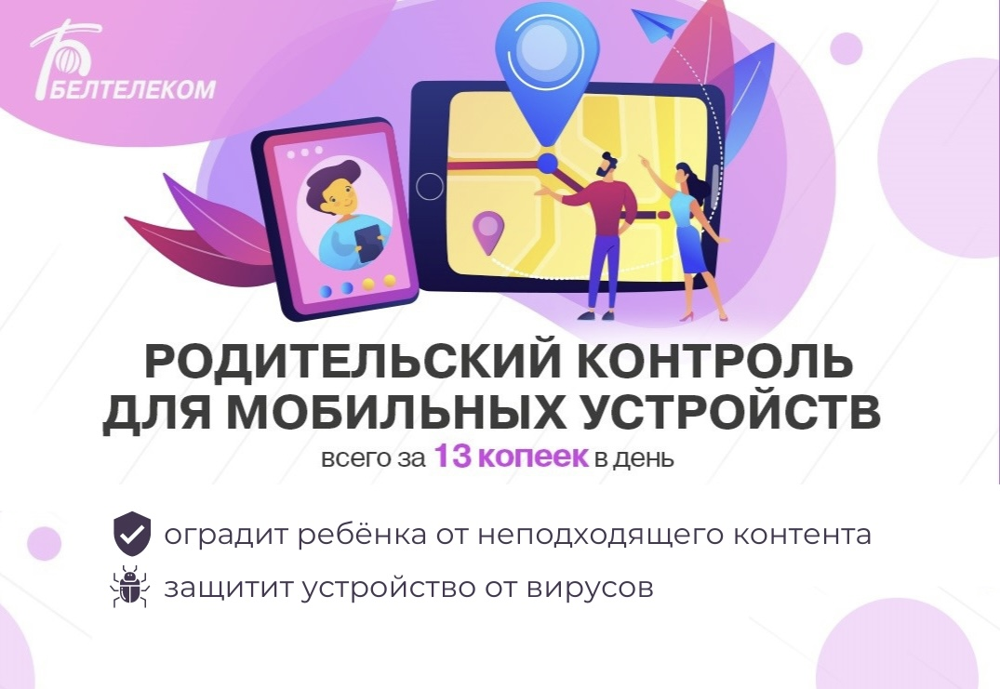 БЕЛТЕЛЕКОМ
РОДИТЕЛЬСКИЙ КОНТРОЛЬ
ДЛЯ МОБИЛЬНЫХ УСТРОЙСТВ
всего за 13 копеек в день
оградит ребёнка от неподходящего контента
защитит устройство от вирусов